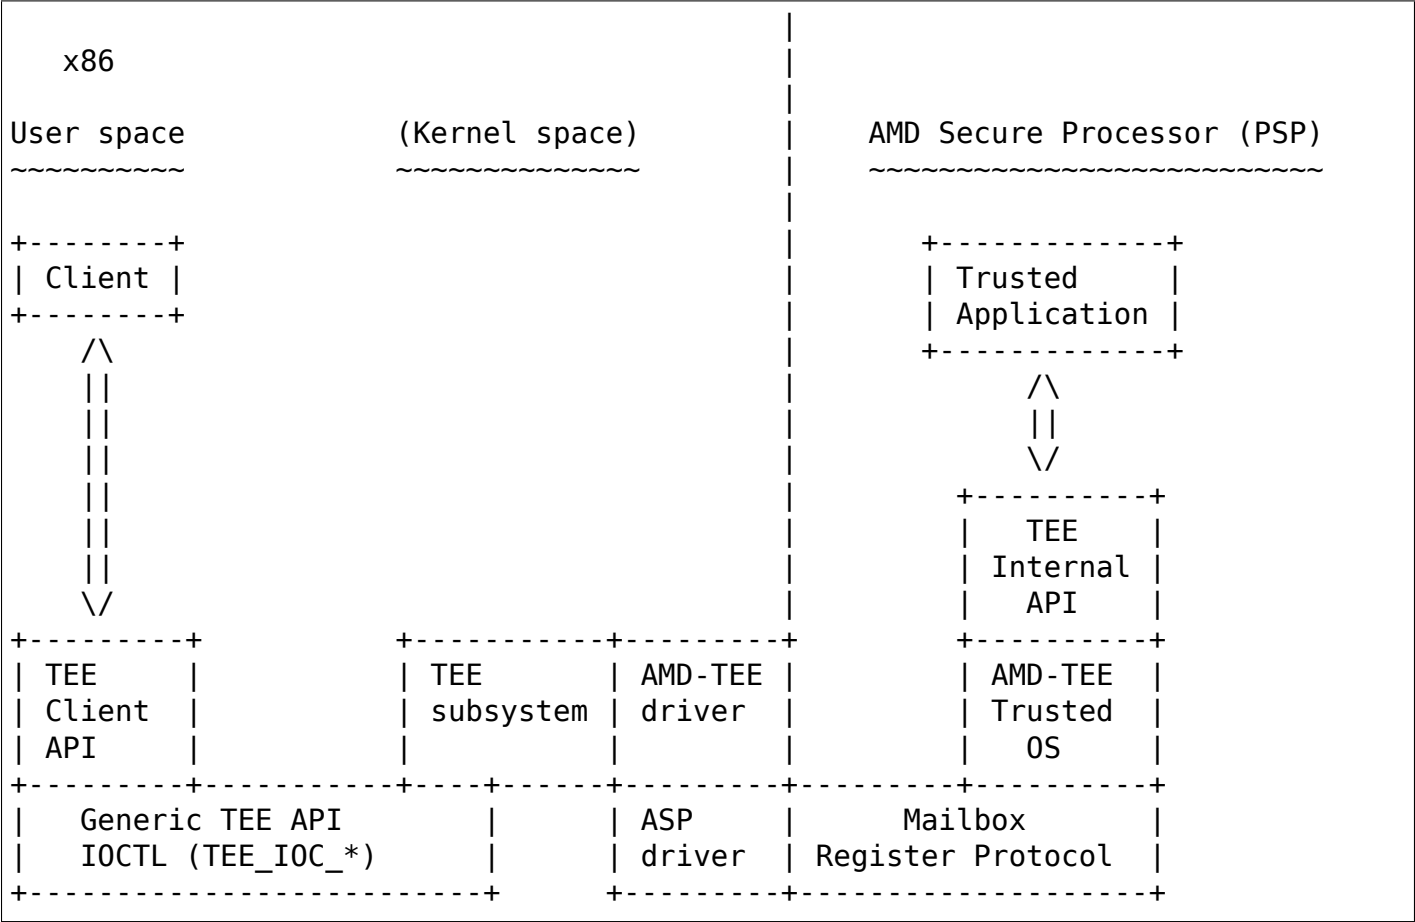 x86
User space (Kernel space) AMD Secure Processor (PSP)
Client Trusted
Application
TEE
Internal
API
TEE TEE AMD-TEE AMD-TEE
Client subsystem driver Trusted
API OS
Generic TEE API ASP Mailbox
IOCTL (TEE_IOC_*) driver Register Protocol